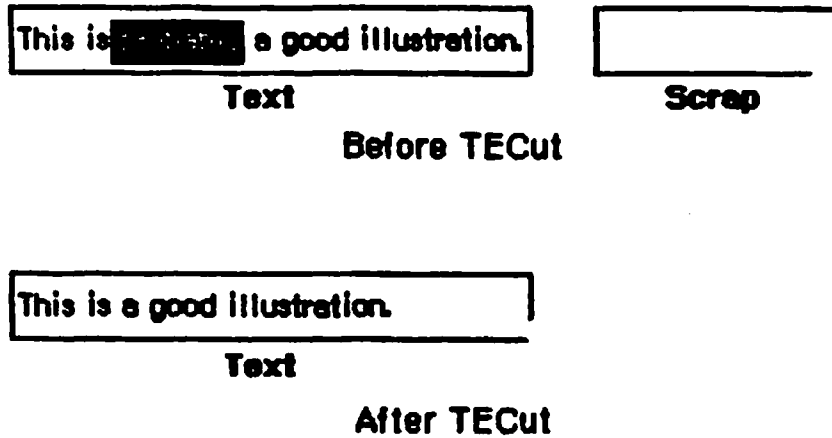 This is a good illustration.
Text Scrap
Before TECut
This is a good illustration.
Text
After TECut